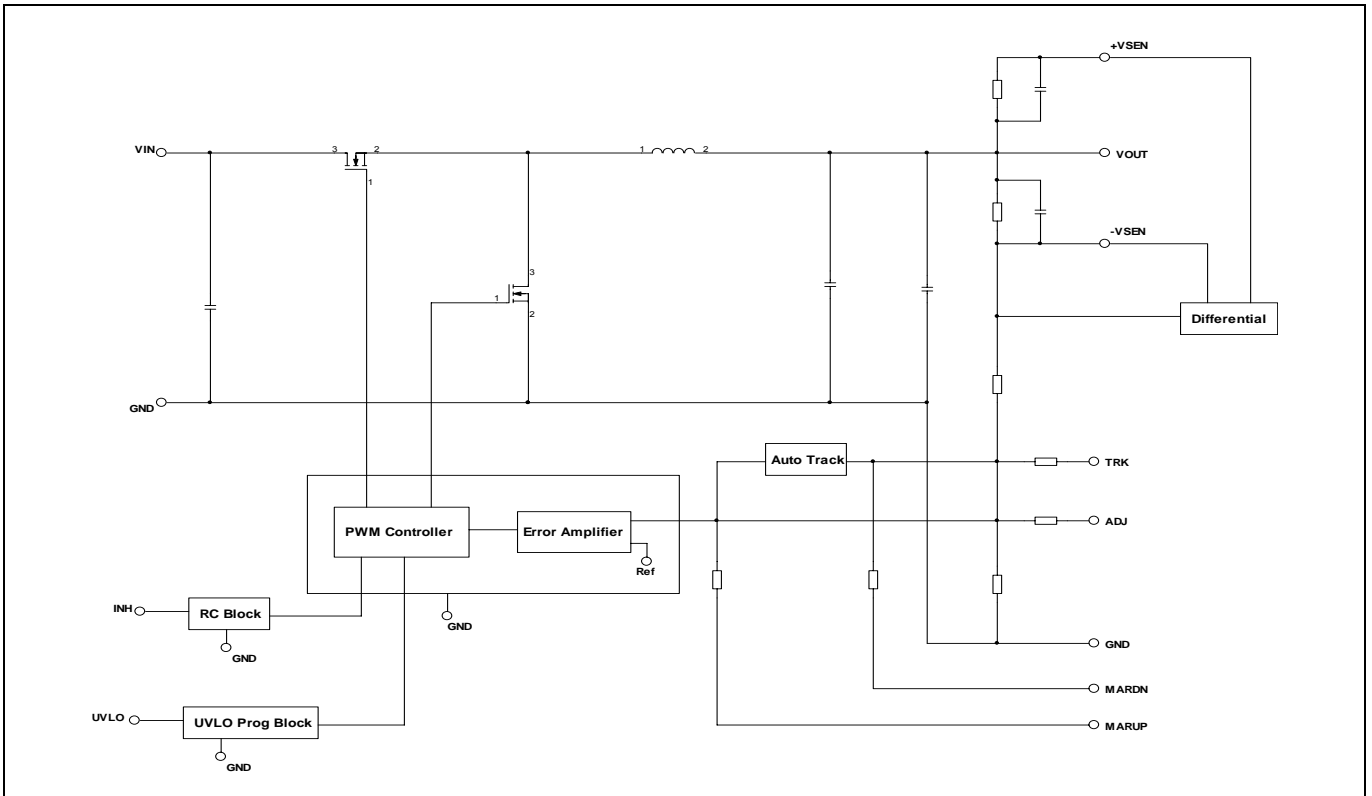 +VSEN
VIN
3
2
1
1
2
VOUT
-VSEN
3
1
2
Differential
GND
Auto Track
TRK
PWM Controller
Error Amplifier
ADJ
Ref
INH
RC Block
GND
GND
GND
MARDN
UVLO
UVLO Prog Block
MARUP
GND